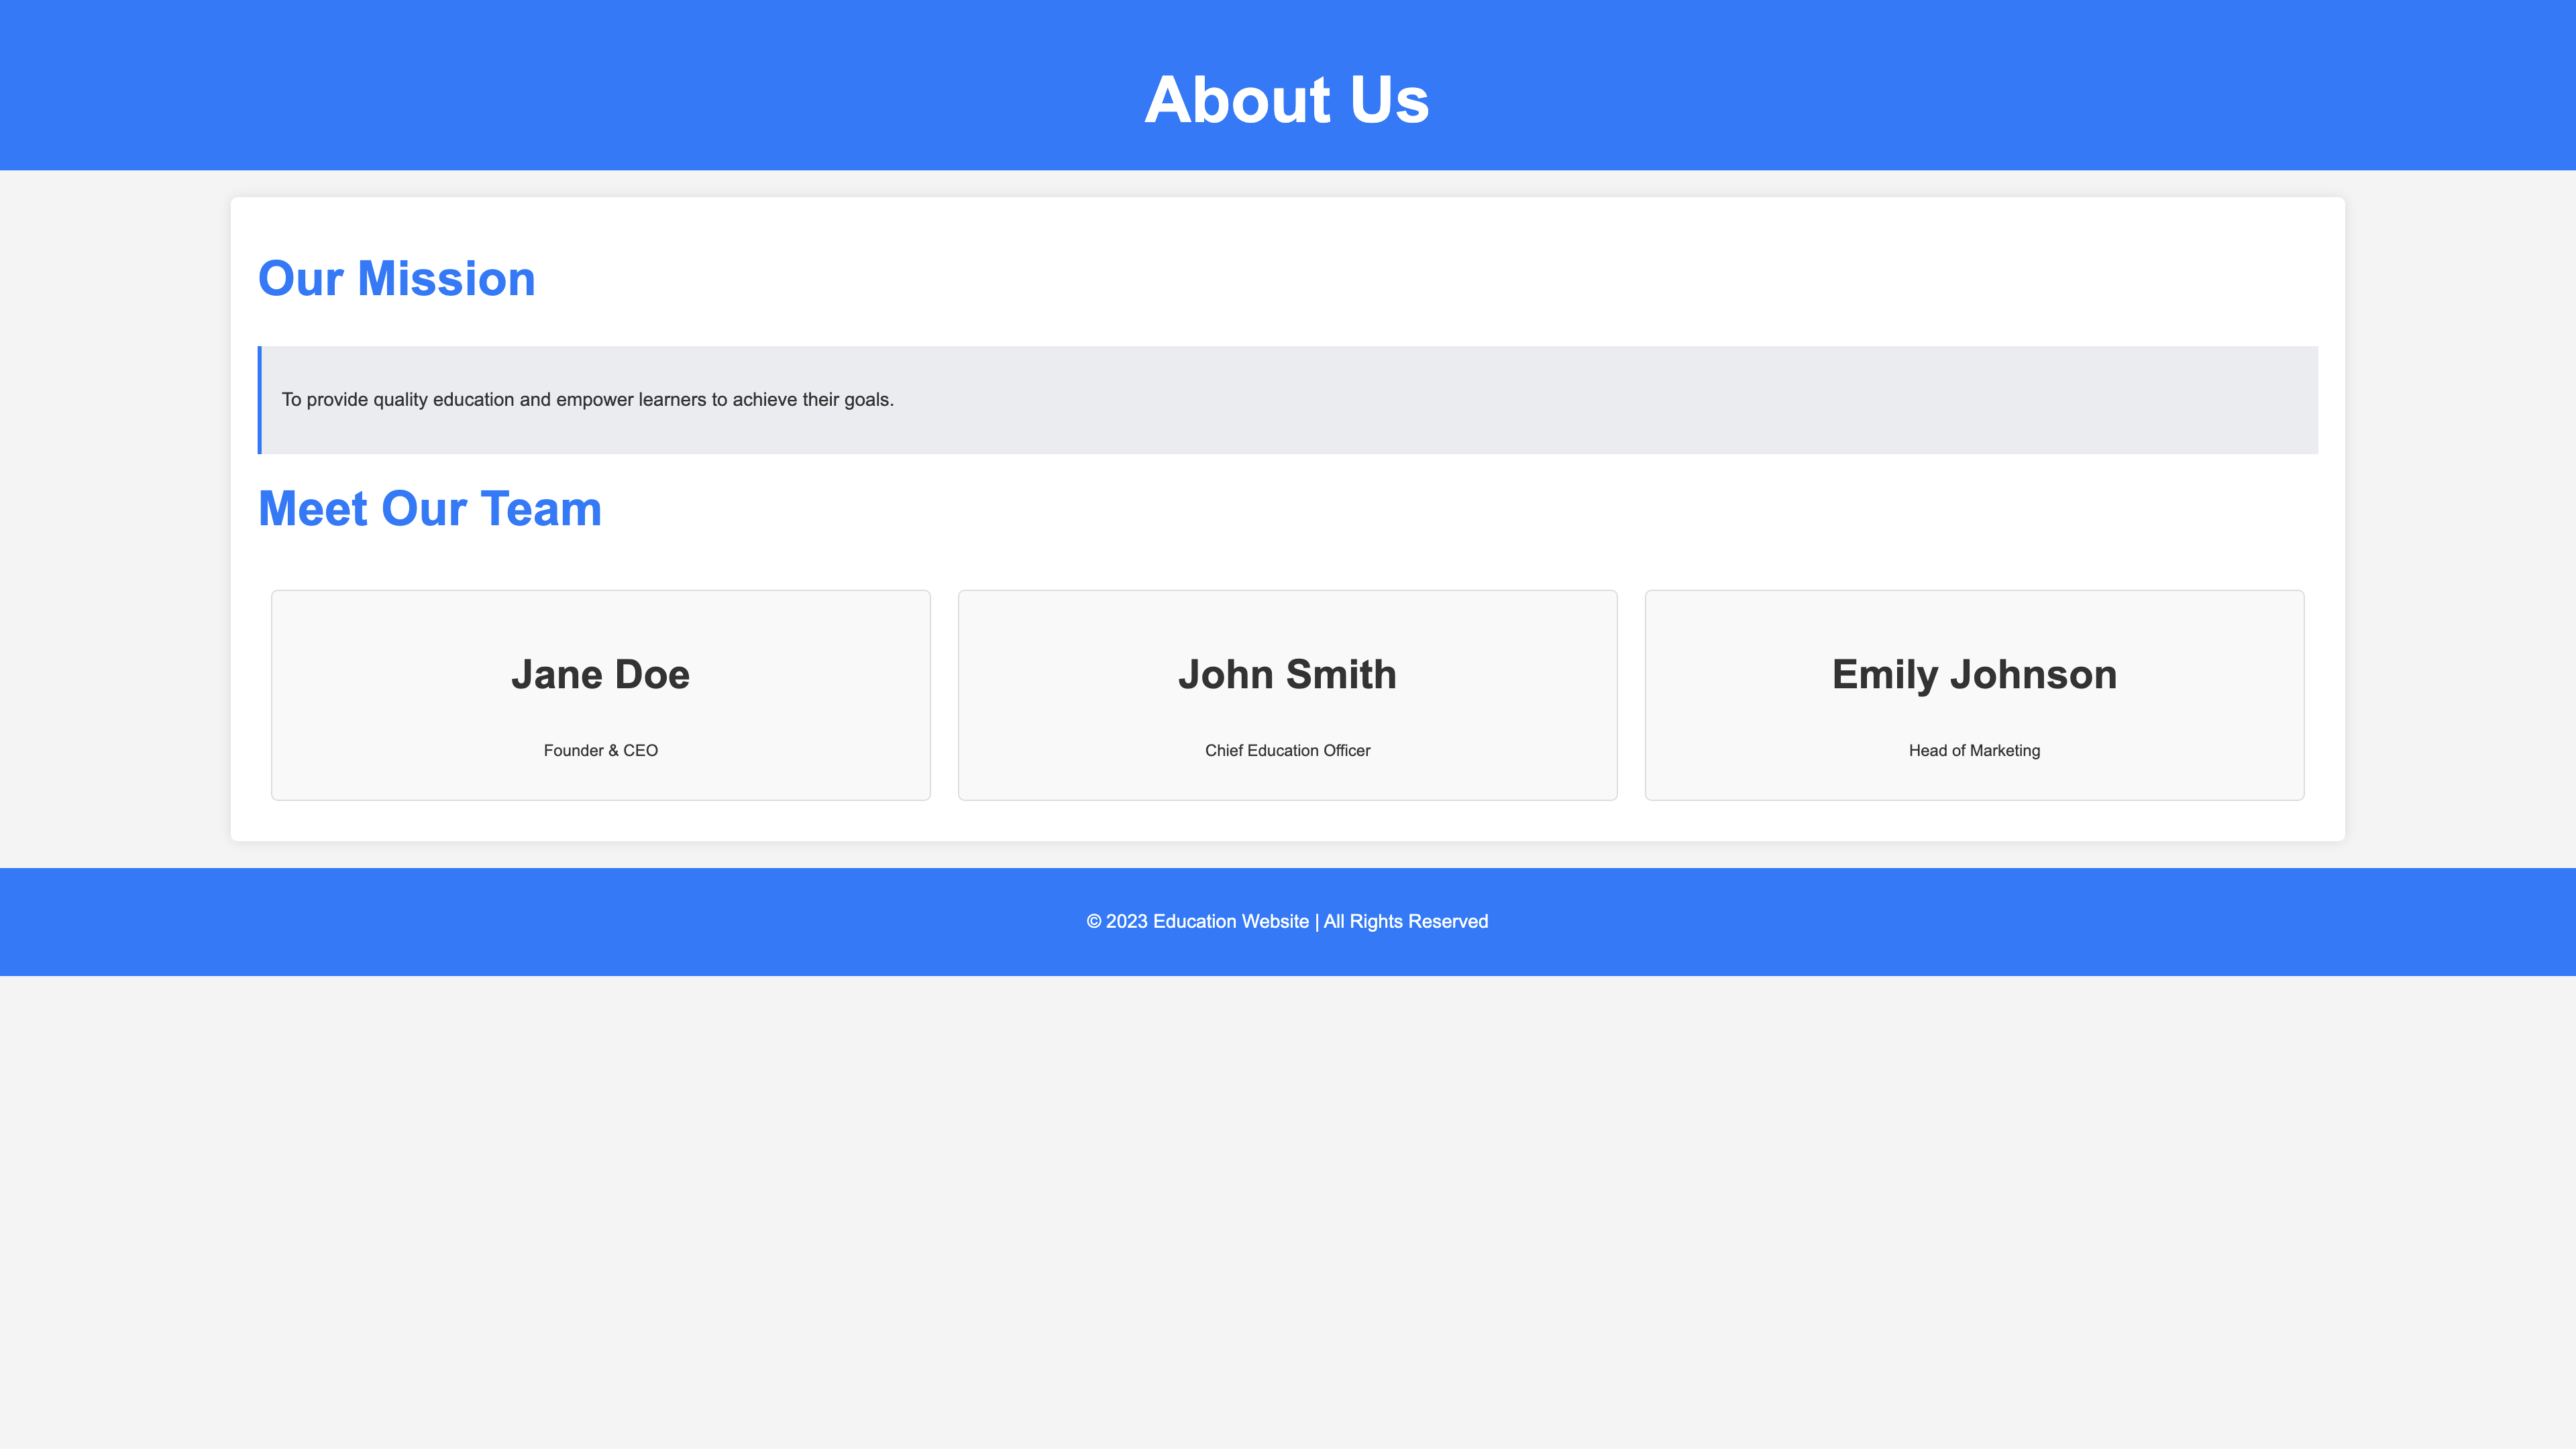 About Us
Our Mission
To provide quality education and empower learners to achieve their goals.
Meet Our Team
Jane Doe
Founder & CEO
John Smith
Chief Education Officer
Emily Johnson
Head of Marketing
© 2023 Education Website | All Rights Reserved